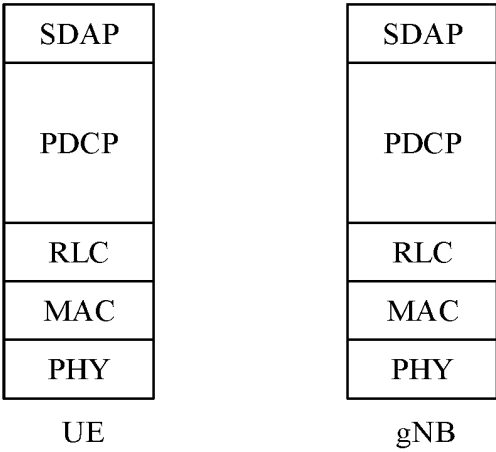 SDAP SDAP
PDCP PDCP
RLC RLC
MAC MAC
PHY PHY
UE gNB